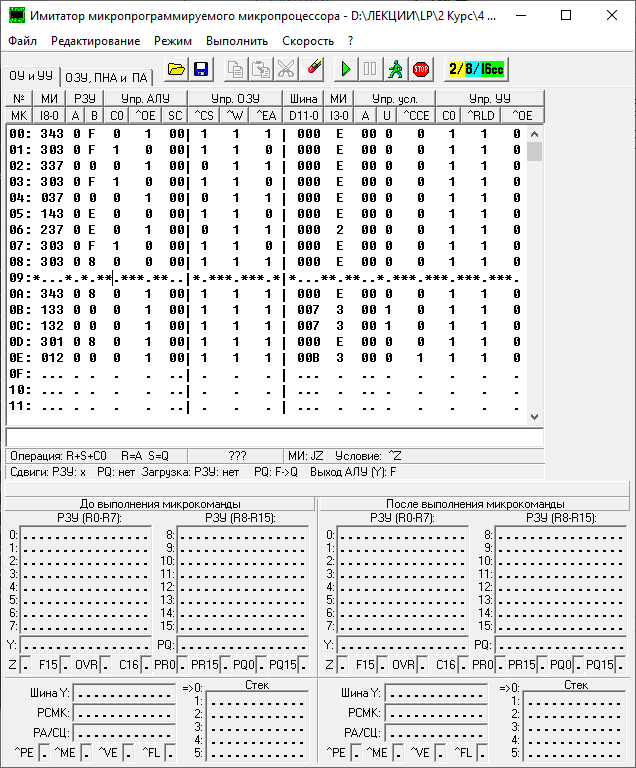 Имитатор микропрограммируемого микропроцессора - D:\ЛЕКЦИИ\LP\2 Курс\4 ...
Файл Редактирование Режим Выполнить Скорость ?
ОУ и УУ ОЗУ, ПНА и ПА STOP 2/8/16cc
№ МИ РЗУ Упр. АЛУ Упр. ОЗУ Шина МИ Упр. усл. Упр. УУ
МК I8-0 A B C0 ^OE SC ^CS ^W ^EA D11-0 I3-0 A U ^CCE C0 ^RLD ^OE
00: 343 0 F 0 1 00| 1 1 1 | 000 E 00 0 0 1 1 0
01: 303 0 F 1 0 00| 1 1 0 | 000 E 00 0 0 1 1 0
02: 337 0 0 0 1 00| 0 1 1 | 000 E 00 0 0 1 1 0
03: 303 0 F 1 0 00| 1 1 0 | 000 E 00 0 0 1 1 0
04: 037 0 0 0 1 00| 0 1 1 | 000 E 00 0 0 1 1 0
05: 143 0 E 0 0 00| 1 1 0 | 000 E 00 0 0 1 1 0
06: 237 0 E 0 1 00| 0 1 1 | 000 2 00 0 0 1 1 0
07: 303 0 F 1 0 00| 1 1 0 | 000 E 00 0 0 1 1 0
08: 303 0 8 0 0 00| 1 1 1 | 000 E 00 0 0 1 1 0
09:*...*.*.**.***.**..|*.***.***.*|*...**.**..*.***.***.***.***.
0A: 343 0 8 0 1 00| 1 1 1 | 000 E 00 0 0 1 1 0
0B: 133 0 0 0 1 00| 1 1 1 | 007 3 00 1 0 1 1 0
0C: 132 0 0 0 1 00| 1 1 1 | 007 3 00 1 0 1 1 0
0D: 301 0 8 0 1 00| 1 1 1 | 000 E 00 0 0 1 1 0
0E: 012 0 0 0 1 00| 1 1 1 | 00B 3 00 0 1 1 1 0
0F: ... . . . . ..| . . . | ... . .. . . . . .
10: ... . . . . ..| . . . | ... . .. . . . . .
11: ... . . . . ..| . . . | ... . .. . . . . .
Операция: R+S+C0 R=A S=Q ??? МИ: JZ Условие: ^Z
Сдвиги: РЗУ: x PQ: нет Загрузка: РЗУ: нет PQ: F->Q Выход АЛУ (Y): F
До выполнения микрокоманды После выполнения микрокоманды
РЗУ (R0-R7): РЗУ (R8-R15): РЗУ (R0-R7): РЗУ (R8-R15):
0: 8: 0: 8:
1: 9: 1: 9:
2: 10: 2: 10:
3: 11: 3: 11:
4: 12: 4: 12:
5: 13: 5: 13:
6: 14: 6: 14:
7: 15: 7: 15:
Y: PQ: Y: PQ:
Z F15 OVR C16 PR0 PR15 PQ0 PQ15 Z F15 OVR C16 PR0 PR15 PQ0 PQ15
Шина Y: =>0: Стек Шина Y: =>0: Стек
1: 1:
РСМК: 2: РСМК: 2:
3: 3:
РА/СЦ: 4: РА/СЦ: 4:
^PE ^ME ^VE ^FL 5: ^PE ^ME ^VE ^FL 5: